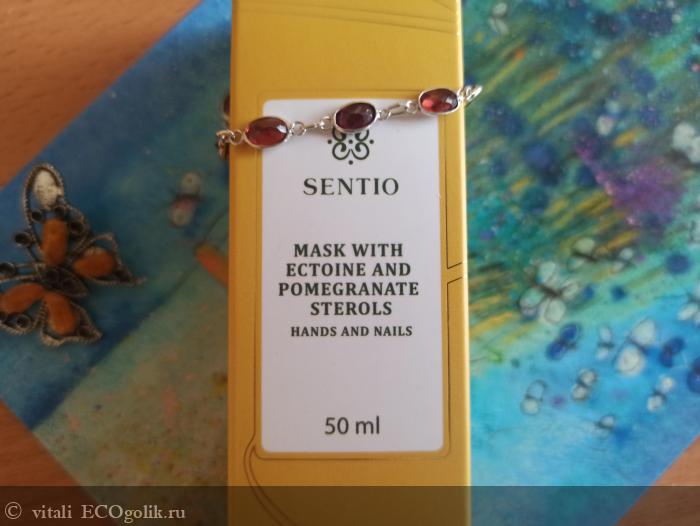 SENTIO
MASK WITH
ECTOINE AND
POMEGRANATE
STEROLS
HANDS AND NAILS
50 ml
© vitali ECOgolik.ru